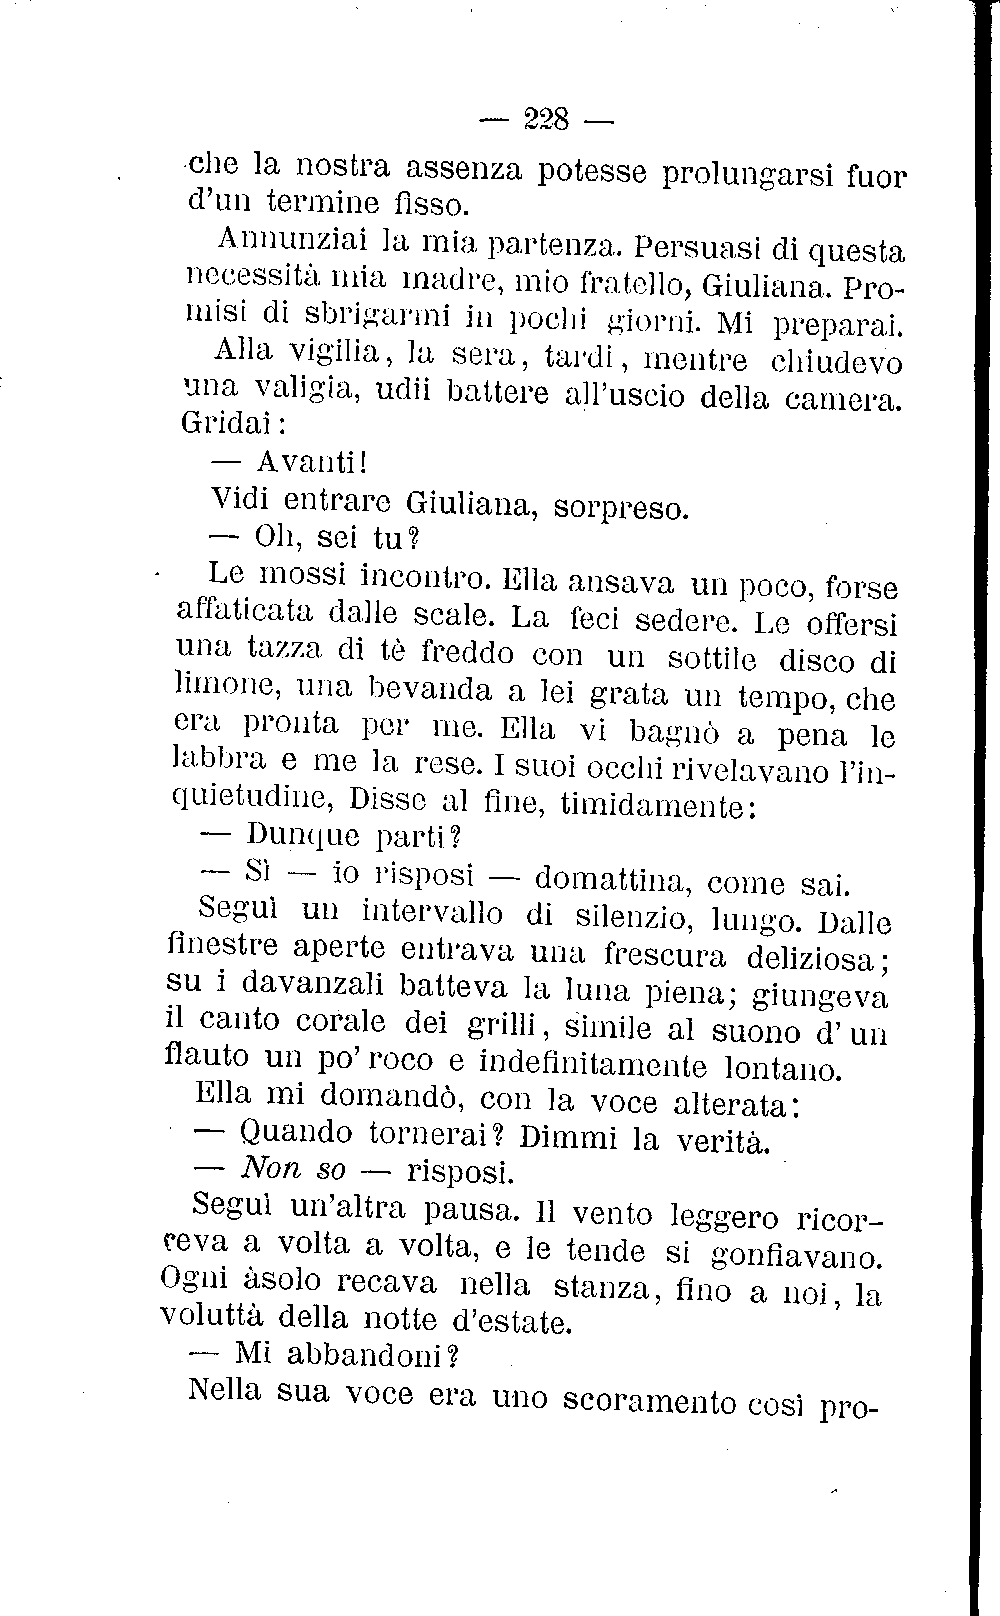 — 228 —
che la nostra assenza potesse prolungarsi fuor
d'un termine fisso.
Annunziai la mia partenza. Persuasi di questa
necessità mia madre, mio fratello, Giuliana. Pro-
misi di sbrigarmi in pochi giorni. Mi preparai.
Alla vigilia, la sera, tardi, mentre chiudevo
una valigia, udii battere all'uscio della camera.
Gridai:
— Avanti!
Vidi entrare Giuliana, sorpreso.
— Oh, sei tu?
Le mossi incontro. Ella ansava un poco, forse
affaticata dalle scale. La feci sedere. Le offersi
una tazza di tè freddo con un sottile disco di
limone, una bevanda a lei grata un tempo, che
era pronta per me. Ella vi bagnò a pena le
labbra e me la rese. I suoi occhi rivelavano l'in-
quietudine, Disse al fine, timidamente:
— Dunque parti?
— Sì — io risposi — domattina, come sai.
Seguì un intervallo di silenzio, lungo. Dalle
finestre aperte entrava una frescura deliziosa;
su i davanzali batteva la luna piena; giungeva
il canto corale dei grilli, simile al suono d' un
flauto un po' roco e indefinitamente lontano.
Ella mi domandò, con la voce alterata:
— Quando tornerai? Dimmi la verità.
— Non so — risposi.
Seguì un'altra pausa. Il vento leggero ricor-
reva a volta a volta, e le tende si gonfiavano.
Ogni àsolo recava nella stanza, fino a noi, la
voluttà della notte d'estate.
— Mi abbandoni?
Nella sua voce era uno scoramento così pro-